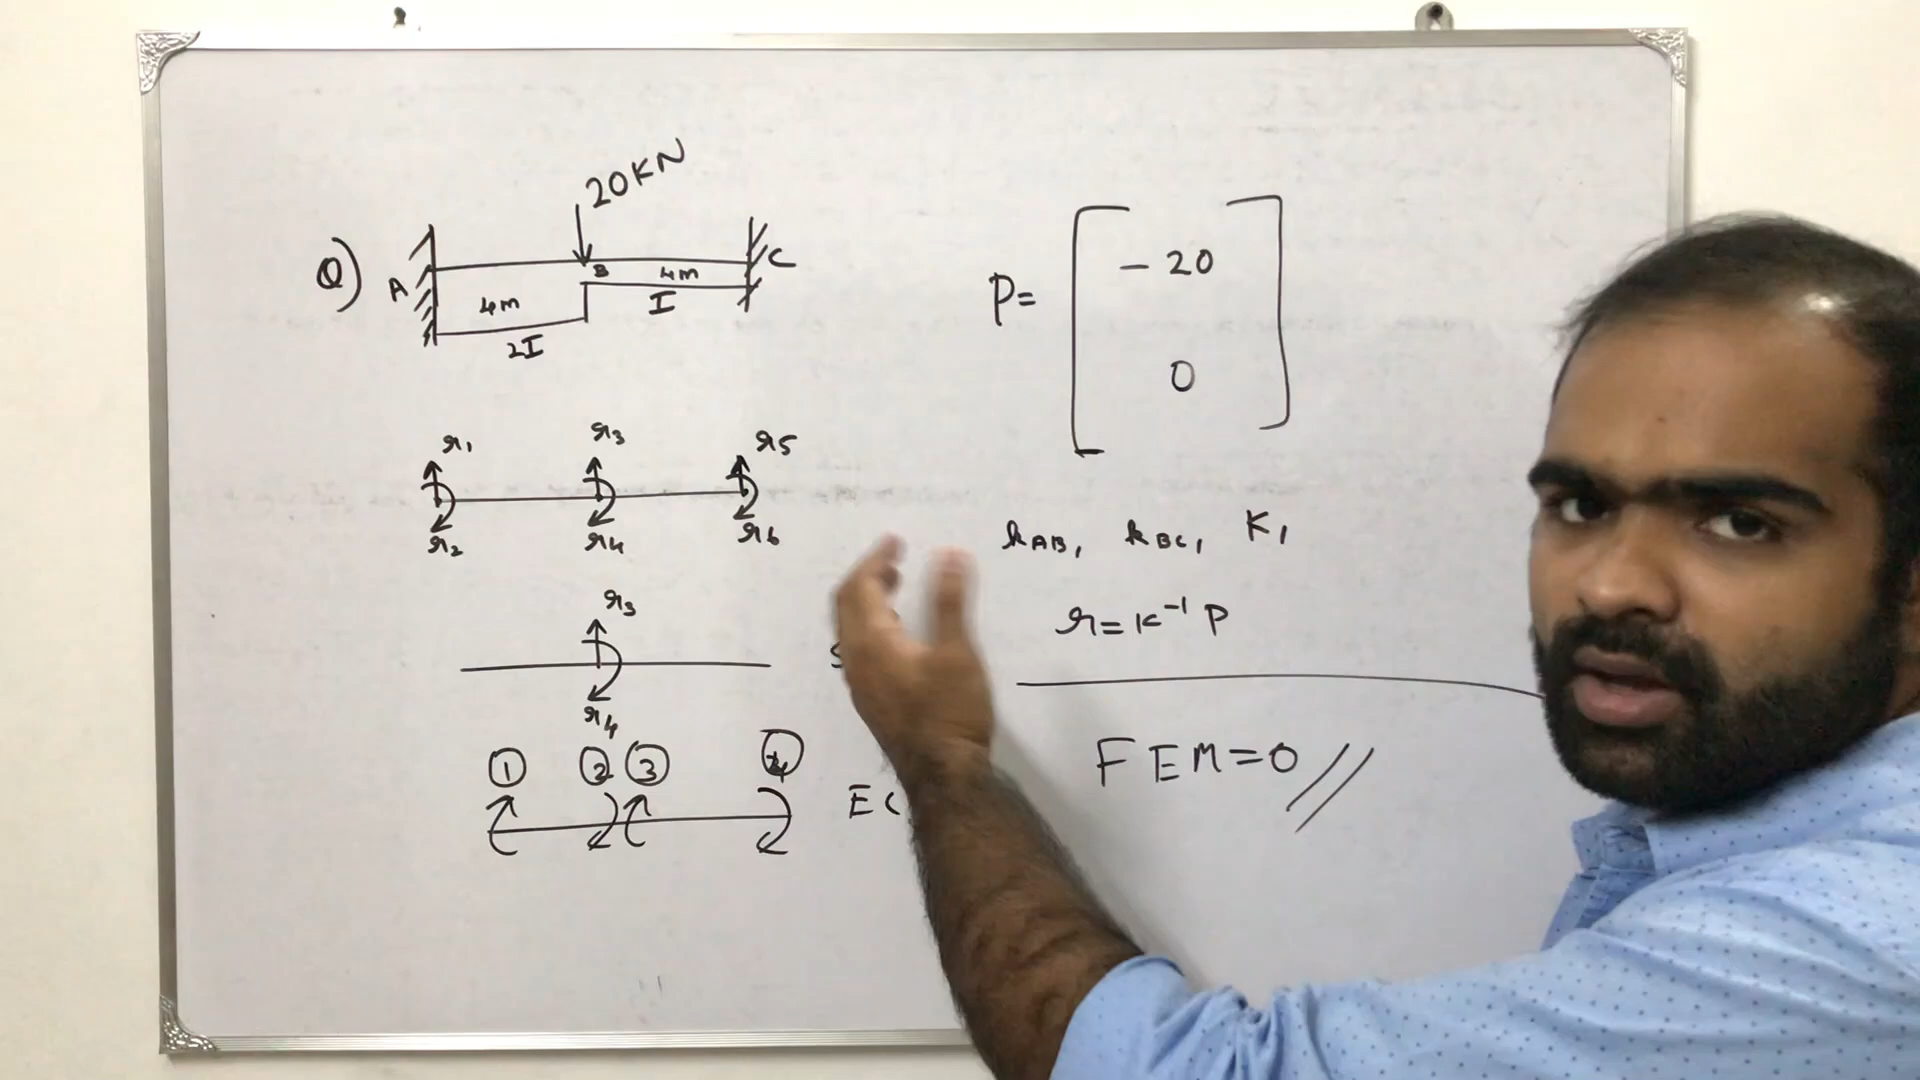 Q)
20KN
A
B
C
4m
4m
I
2I
r1 r3 r5
r2 r4 r6
r3
r4
1 2 3 4
P=
- 20
0
kAB, kBC, K,
r=K⁻¹ P
FEM=0 //